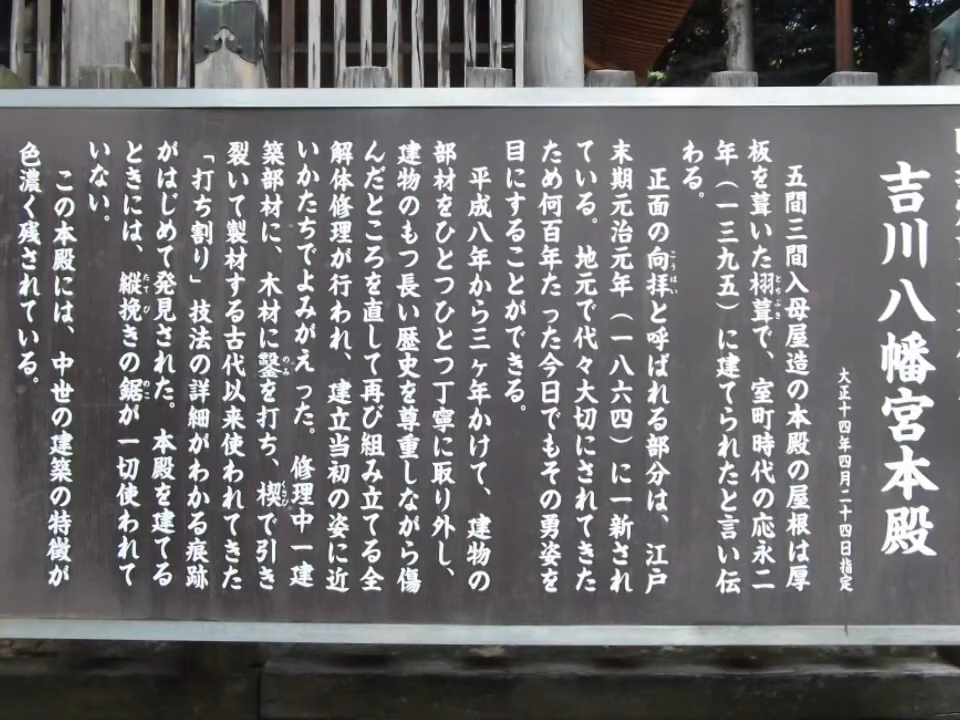 吉川八幡宮本殿
大正十四年四月二十四日指定
五間三間入母屋造の本殿の屋根は厚
板を葺いた栩葺で、室町時代の応永二
年（一三九五）に建てられたと言い伝
わる。
正面の向拝と呼ばれる部分は、江戸
末期元治元年（一八六四）に一新され
ている。地元で代々大切にされてきた
ため何百年たった今日でもその勇姿を
目にすることができる。
平成八年から三ヶ年かけて、建物の
部材をひとつひとつ丁寧に取り外し、
建物のもつ長い歴史を尊重しながら傷
んだところを直して再び組み立てる全
解体修理が行われ、建立当初の姿に近
いかたちでよみがえった。修理中一建
築部材に、木材に鑿を打ち、楔で引き
裂いて製材する古代以来使われてきた
「打ち割り」技法の詳細がわかる痕跡
がはじめて発見された。本殿を建てる
ときには、縦挽きの鋸が一切使われて
いない。
この本殿には、中世の建築の特徴が
色濃く残されている。